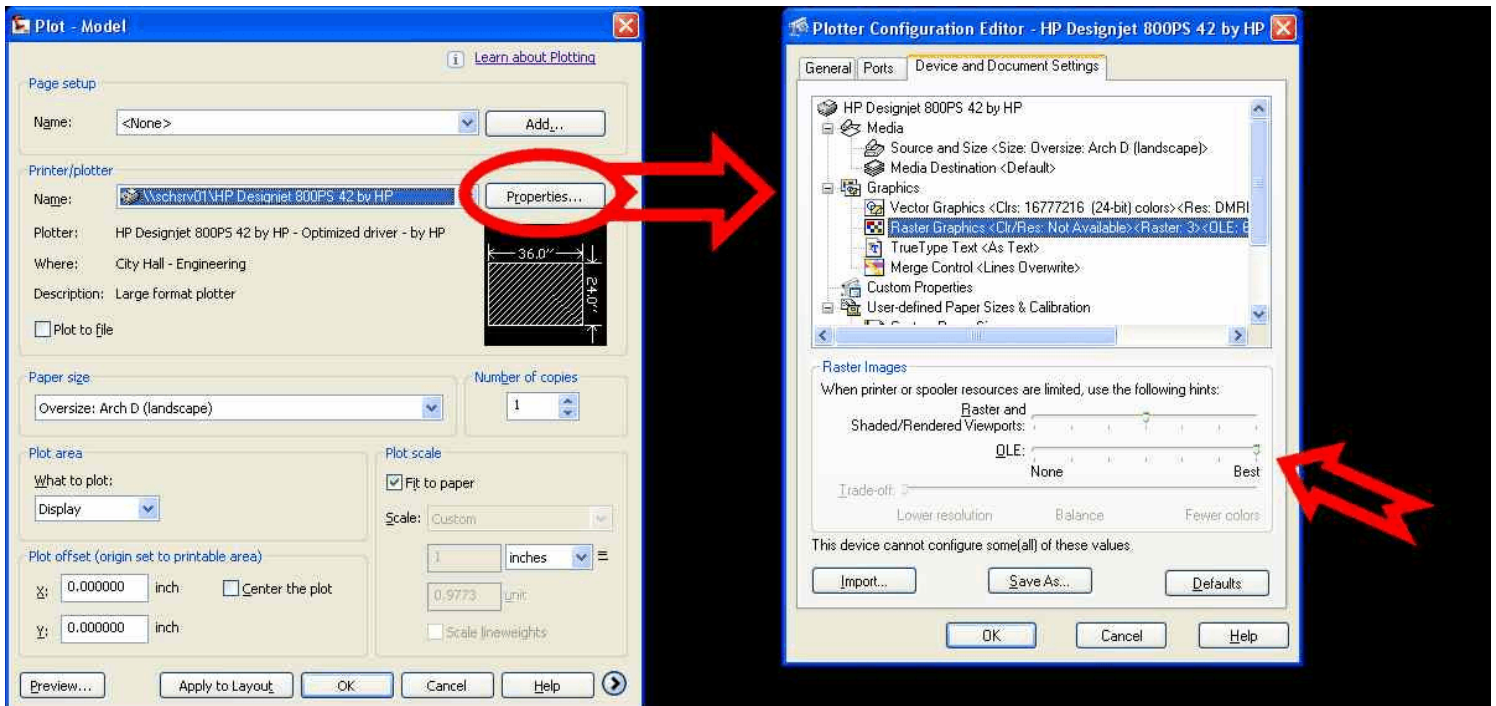 Plot - Model
Learn about Plotting
Page setup
Name:
<None>
Add...
Printer/plotter
Name:
\\schsrv01\HP Designjet 800PS 42 by HP
Properties...
Plotter:
HP Designjet 800PS 42 by HP - Optimized driver - by HP
Where:
City Hall - Engineering
Description:
Large format plotter
Plot to file
36.0''
24.0''
Paper size
Oversize: Arch D (landscape)
Number of copies
1
Plot area
What to plot:
Display
Plot scale
Fit to paper
Scale:
Custom
1
inches
=
0.9773
unit
Scale lineweights
Plot offset (origin set to printable area)
X:
0.000000
inch
Center the plot
Y:
0.000000
inch
Preview...
Apply to Layout
OK
Cancel
Help
Plotter Configuration Editor - HP Designjet 800PS 42 by HP
General
Ports
Device and Document Settings
HP Designjet 800PS 42 by HP
Media
Source and Size <Size: Oversize: Arch D (landscape)>
Media Destination <Default>
Graphics
Vector Graphics <Clrs: 16777216 (24-bit) colors><Res: DMRI
Raster Graphics <Clr/Res: Not Available><Raster: 3><OLE:
TrueType Text <As Text>
Merge Control <Lines Overwrite>
Custom Properties
User-defined Paper Sizes & Calibration
Raster Images
When printer or spooler resources are limited, use the following hints:
Raster and
Shaded/Rendered Viewports:
OLE:
None
Best
Trade-off:
Lower resolution
Balance
Fewer colors
This device cannot configure some(all) of these values
Import...
Save As...
Defaults
OK
Cancel
Help